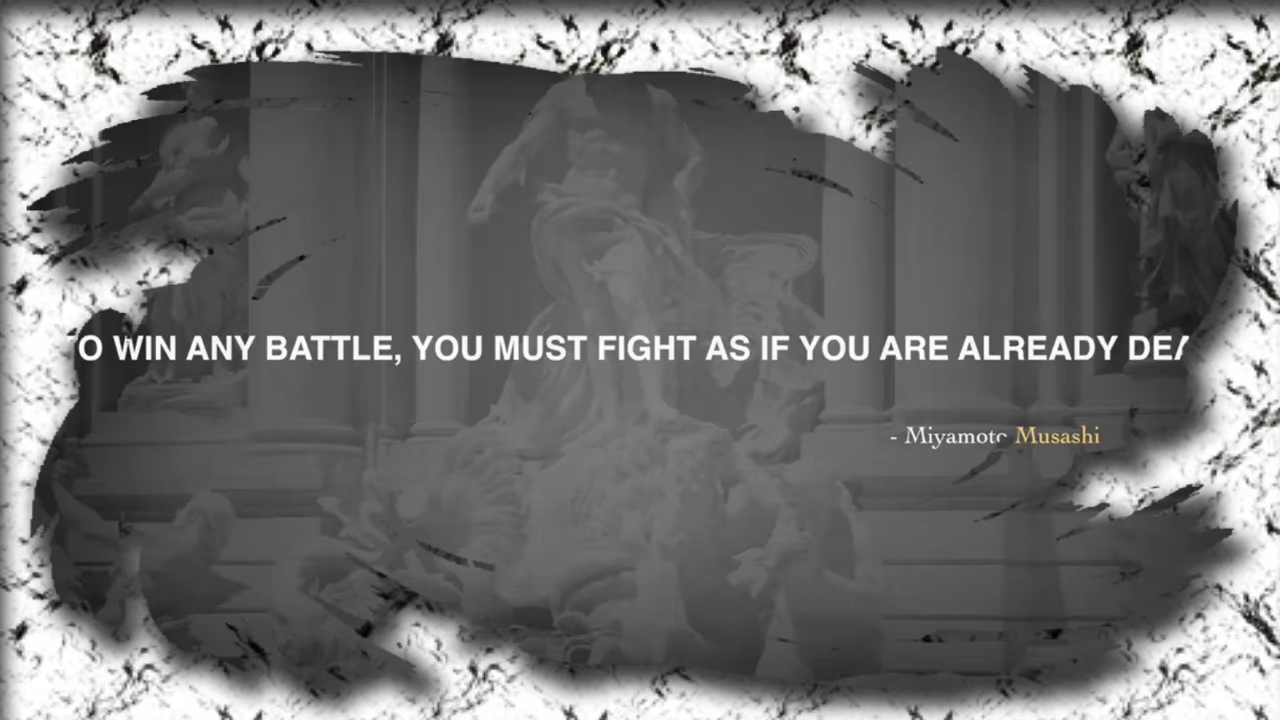 O WIN ANY BATTLE, YOU MUST FIGHT AS IF YOU ARE ALREADY DEA
- Miyamoto Musashi